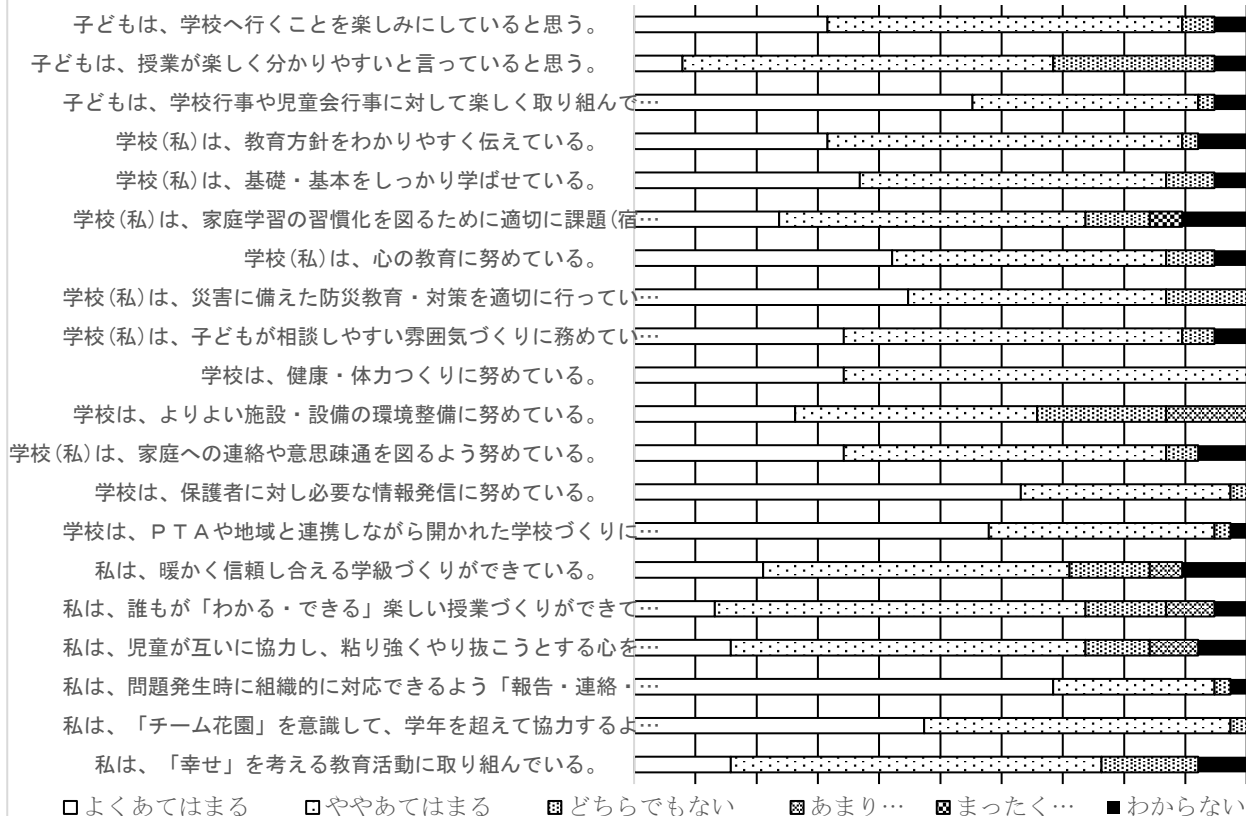 子どもは、学校へ行くことを楽しみにしていると思う。
子どもは、授業が楽しく分かりやすいと言っていると思う。
子どもは、学校行事や児童会行事に対して楽しく取り組んで…
学校(私)は、教育方針をわかりやすく伝えている。
学校(私)は、基礎・基本をしっかり学ばせている。
学校(私)は、家庭学習の習慣化を図るために適切に課題(宿…
学校(私)は、心の教育に努めている。
学校(私)は、災害に備えた防災教育・対策を適切に行ってい…
学校(私)は、子どもが相談しやすい雰囲気づくりに務めてい…
学校は、健康・体力つくりに努めている。
学校は、よりよい施設・設備の環境整備に努めている。
学校(私)は、家庭への連絡や意思疎通を図るよう努めている。
学校は、保護者に対し必要な情報発信に努めている。
学校は、ＰＴＡや地域と連携しながら開かれた学校づくりに…
私は、暖かく信頼し合える学級づくりができている。
私は、誰もが「わかる・できる」楽しい授業づくりができて…
私は、児童が互いに協力し、粘り強くやり抜こうとする心を…
私は、問題発生時に組織的に対応できるよう「報告・連絡・…
私は、「チーム花園」を意識して、学年を超えて協力するよ…
私は、「幸せ」を考える教育活動に取り組んでいる。
よくあてはまる ややあてはまる どちらでもない あまり… まったく… わからない